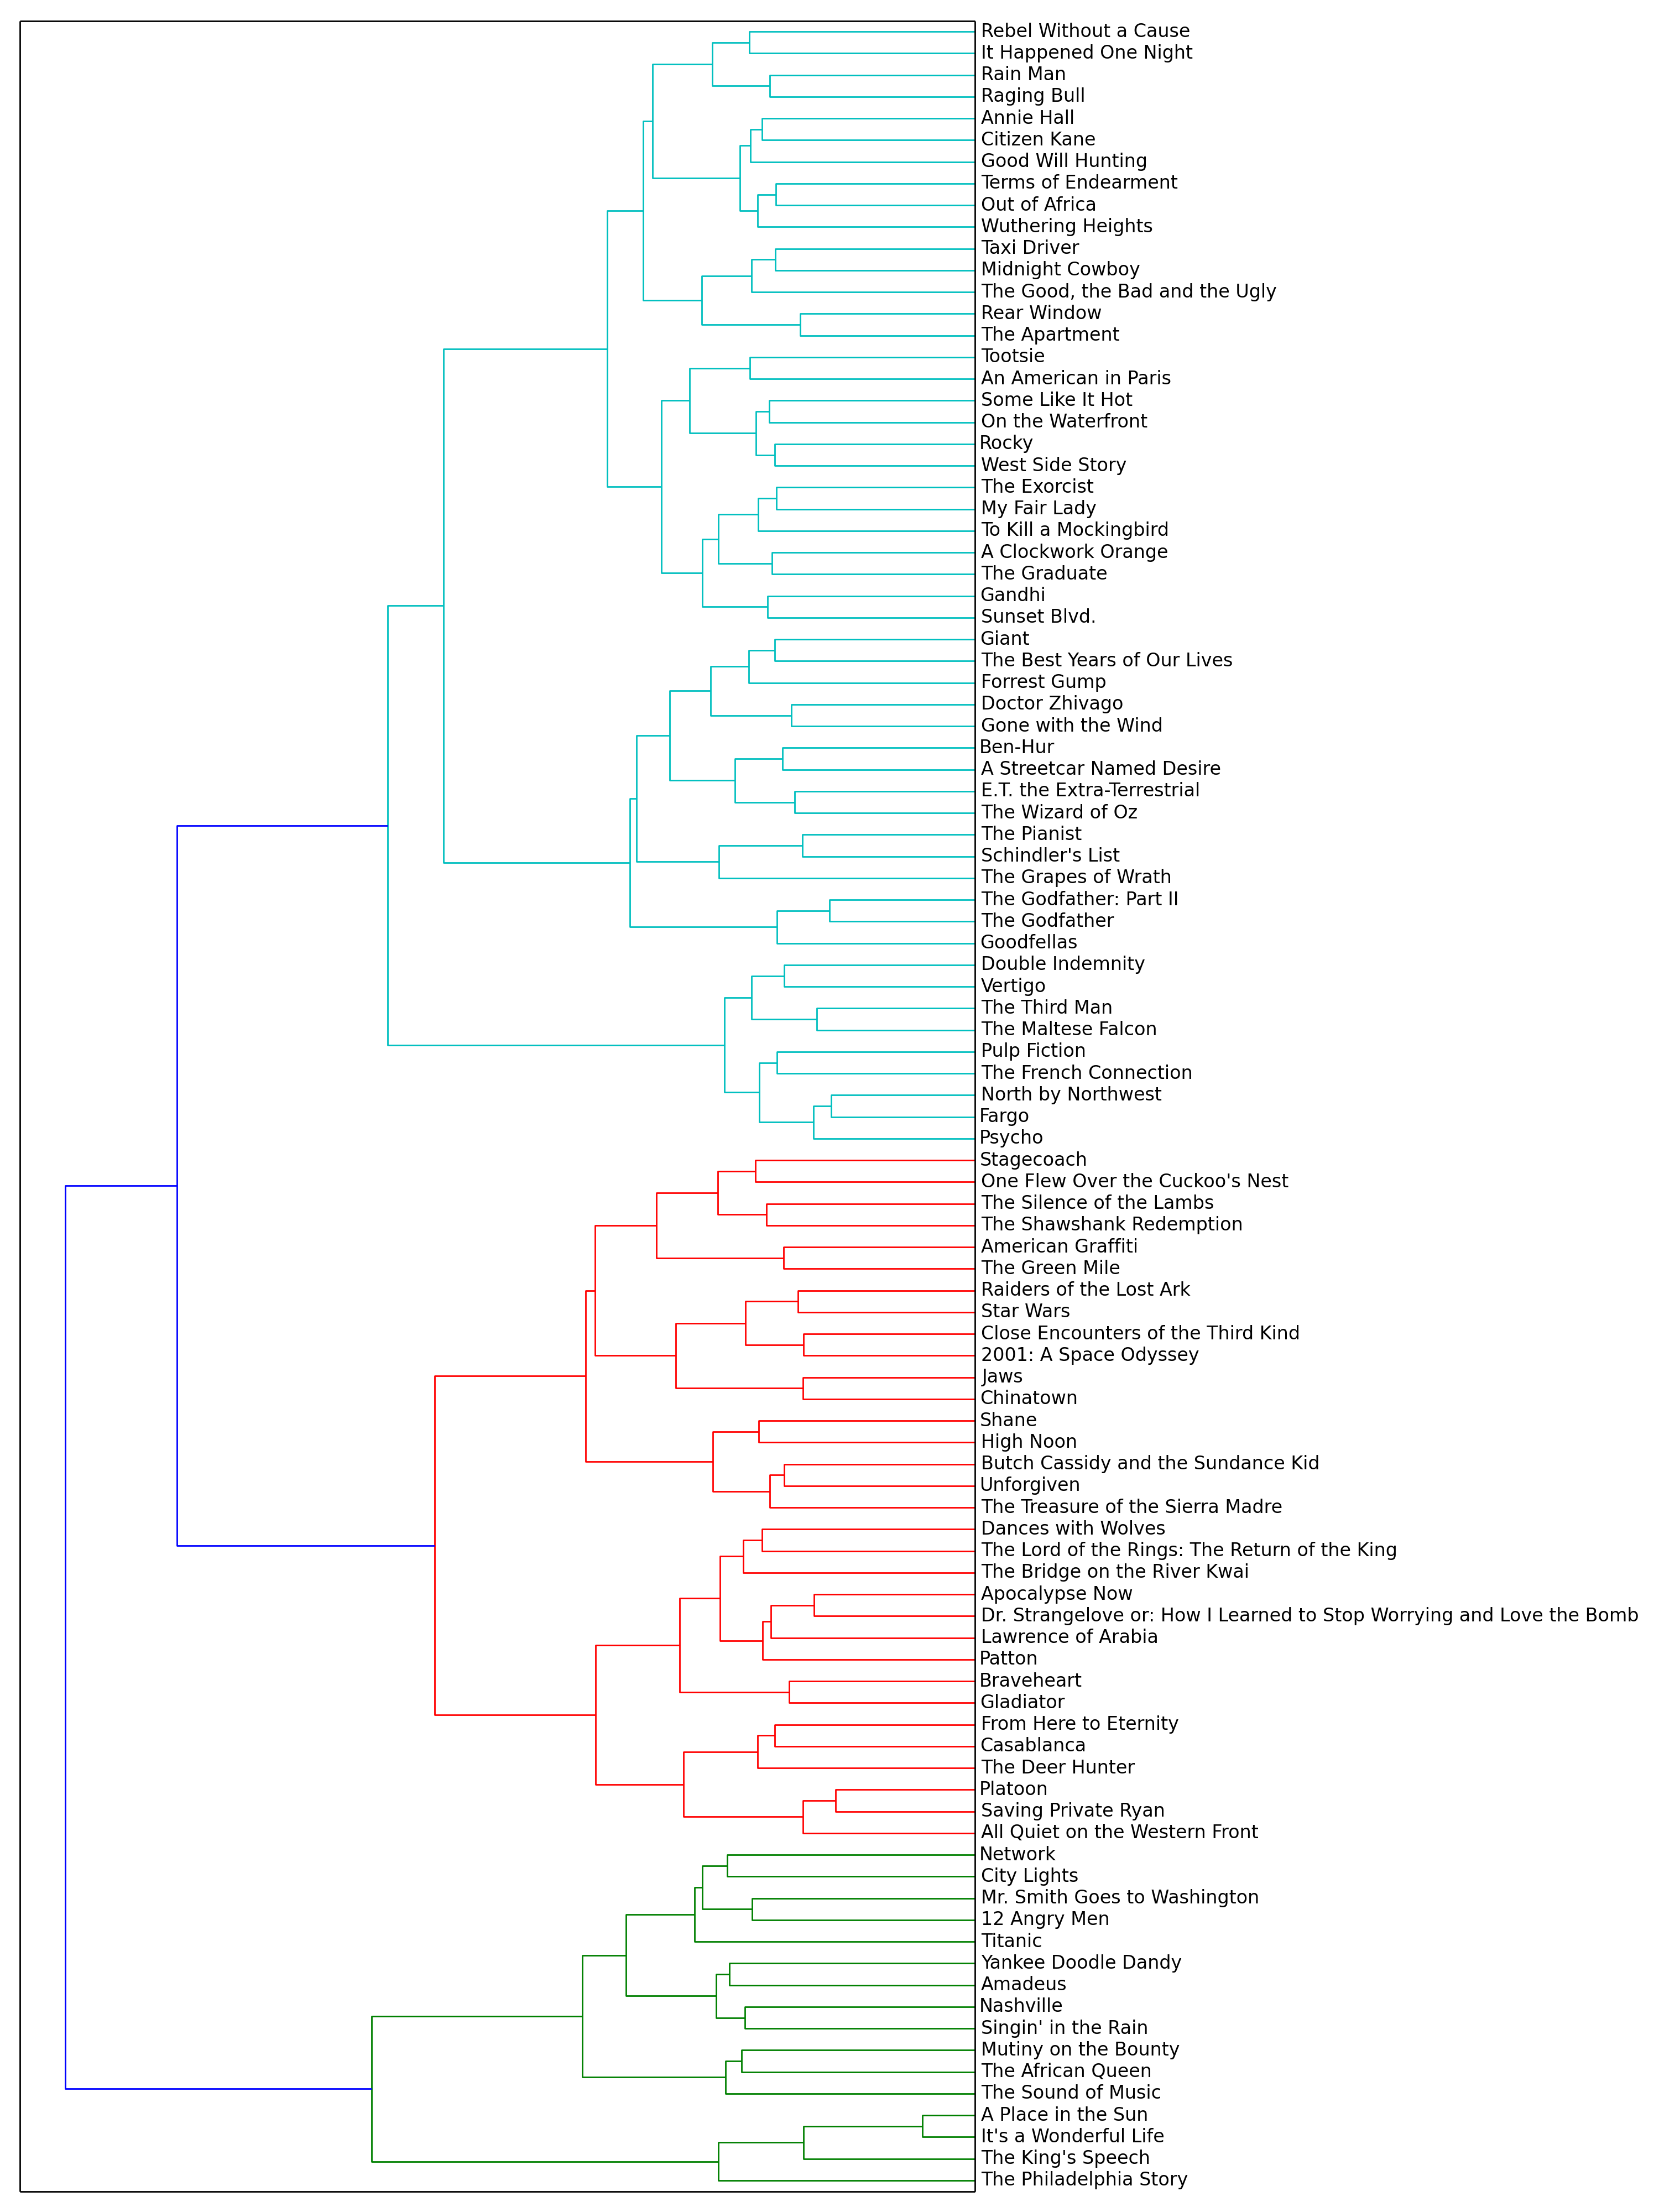 Rebel Without a Cause
It Happened One Night
Rain Man
Raging Bull
Annie Hall
Citizen Kane
Good Will Hunting
Terms of Endearment
Out of Africa
Wuthering Heights
Taxi Driver
Midnight Cowboy
The Good, the Bad and the Ugly
Rear Window
The Apartment
Tootsie
An American in Paris
Some Like It Hot
On the Waterfront
Rocky
West Side Story
The Exorcist
My Fair Lady
To Kill a Mockingbird
A Clockwork Orange
The Graduate
Gandhi
Sunset Blvd.
Giant
The Best Years of Our Lives
Forrest Gump
Doctor Zhivago
Gone with the Wind
Ben-Hur
A Streetcar Named Desire
E.T. the Extra-Terrestrial
The Wizard of Oz
The Pianist
Schindler's List
The Grapes of Wrath
The Godfather: Part II
The Godfather
Goodfellas
Double Indemnity
Vertigo
The Third Man
The Maltese Falcon
Pulp Fiction
The French Connection
North by Northwest
Fargo
Psycho
Stagecoach
One Flew Over the Cuckoo's Nest
The Silence of the Lambs
The Shawshank Redemption
American Graffiti
The Green Mile
Raiders of the Lost Ark
Star Wars
Close Encounters of the Third Kind
2001: A Space Odyssey
Jaws
Chinatown
Shane
High Noon
Butch Cassidy and the Sundance Kid
Unforgiven
The Treasure of the Sierra Madre
Dances with Wolves
The Lord of the Rings: The Return of the King
The Bridge on the River Kwai
Apocalypse Now
Dr. Strangelove or: How I Learned to Stop Worrying and Love the Bomb
Lawrence of Arabia
Patton
Braveheart
Gladiator
From Here to Eternity
Casablanca
The Deer Hunter
Platoon
Saving Private Ryan
All Quiet on the Western Front
Network
City Lights
Mr. Smith Goes to Washington
12 Angry Men
Titanic
Yankee Doodle Dandy
Amadeus
Nashville
Singin' in the Rain
Mutiny on the Bounty
The African Queen
The Sound of Music
A Place in the Sun
It's a Wonderful Life
The King's Speech
The Philadelphia Story